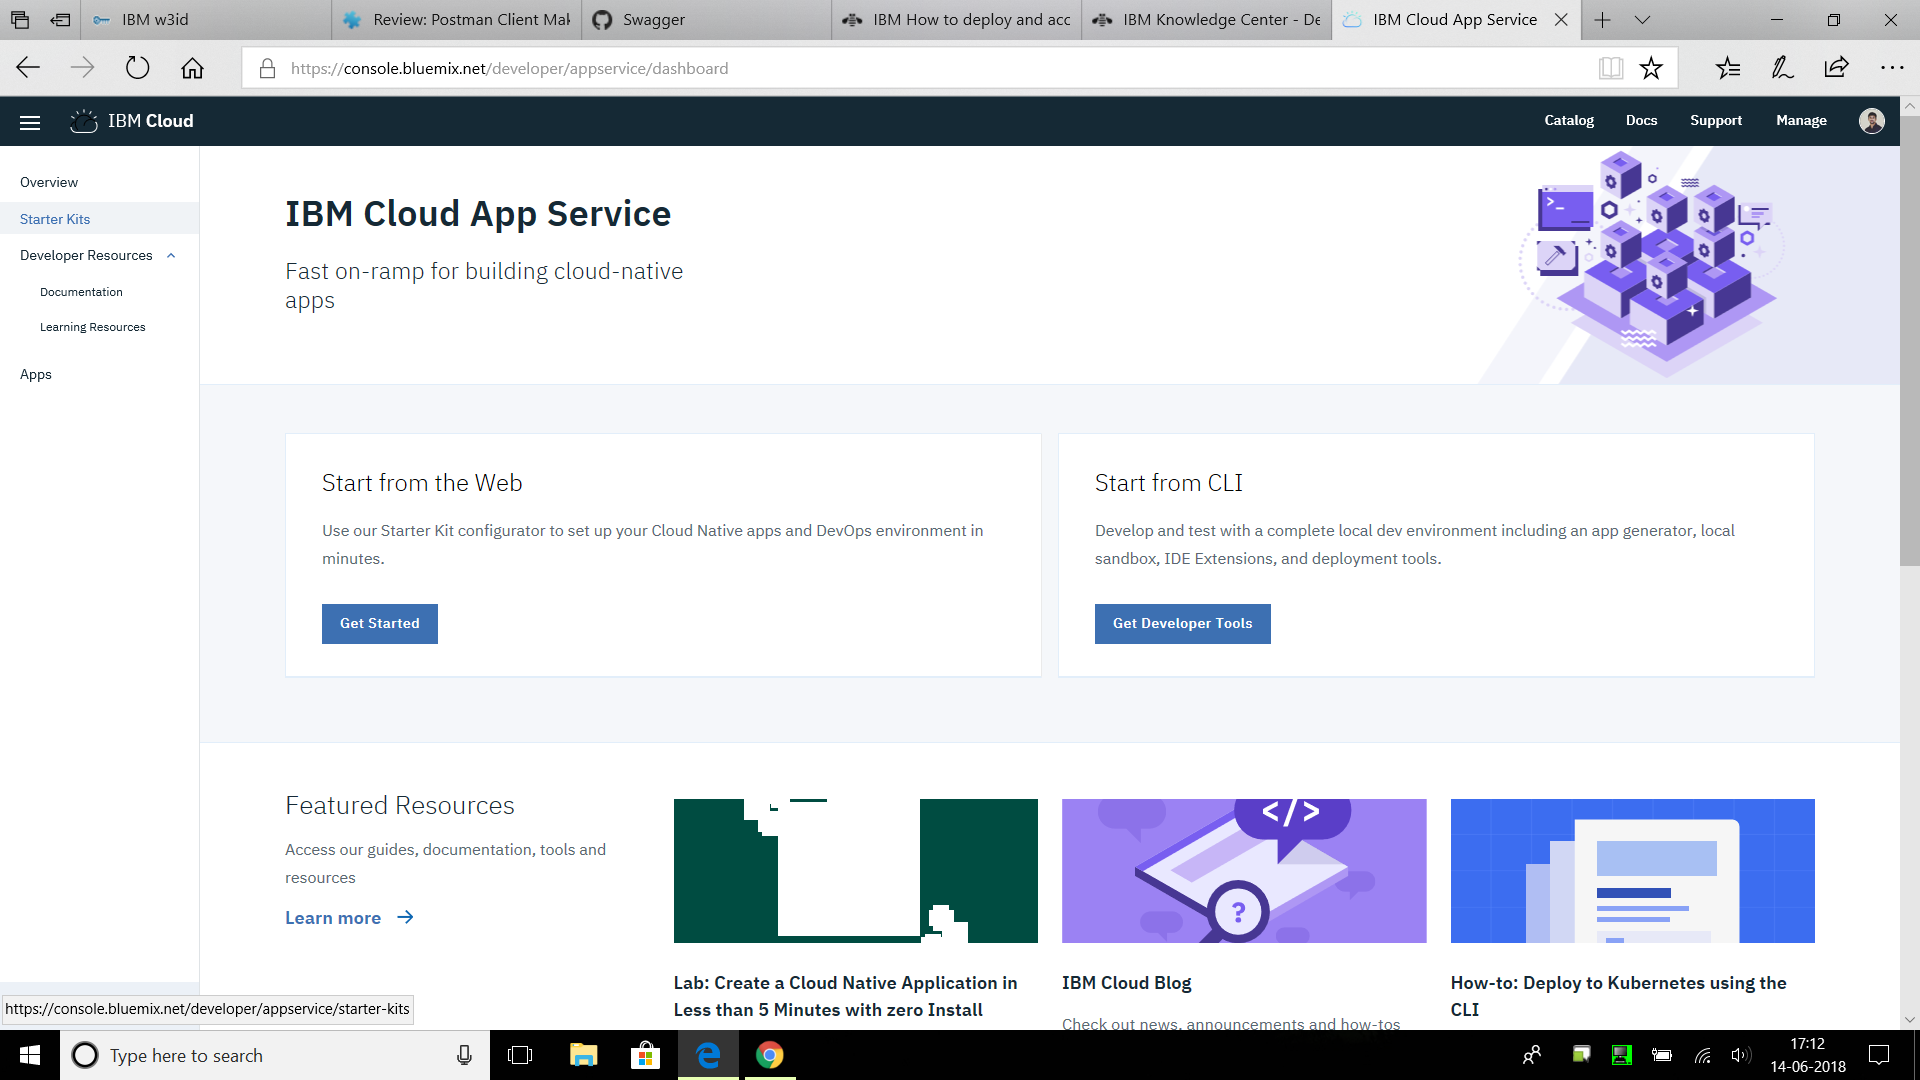 IBM w3id
Review: Postman Client Mak
Swagger
IBM How to deploy and acc
IBM Knowledge Center - De
IBM Cloud App Service
https://console.bluemix.net/developer/appservice/dashboard
IBM Cloud
Catalog
Docs
Support
Manage
Overview
Starter Kits
Developer Resources
Documentation
Learning Resources
Apps
IBM Cloud App Service
Fast on-ramp for building cloud-native
apps
>_
Start from the Web
Use our Starter Kit configurator to set up your Cloud Native apps and DevOps environment in
minutes.
Get Started
Start from CLI
Develop and test with a complete local dev environment including an app generator, local
sandbox, IDE Extensions, and deployment tools.
Get Developer Tools
Featured Resources
Access our guides, documentation, tools and
resources
Learn more
</>
?
Lab: Create a Cloud Native Application in
Less than 5 Minutes with zero Install
IBM Cloud Blog
Check out news, announcements and how-tos
How-to: Deploy to Kubernetes using the
CLI
https://console.bluemix.net/developer/appservice/starter-kits
Type here to search
17:12
14-06-2018